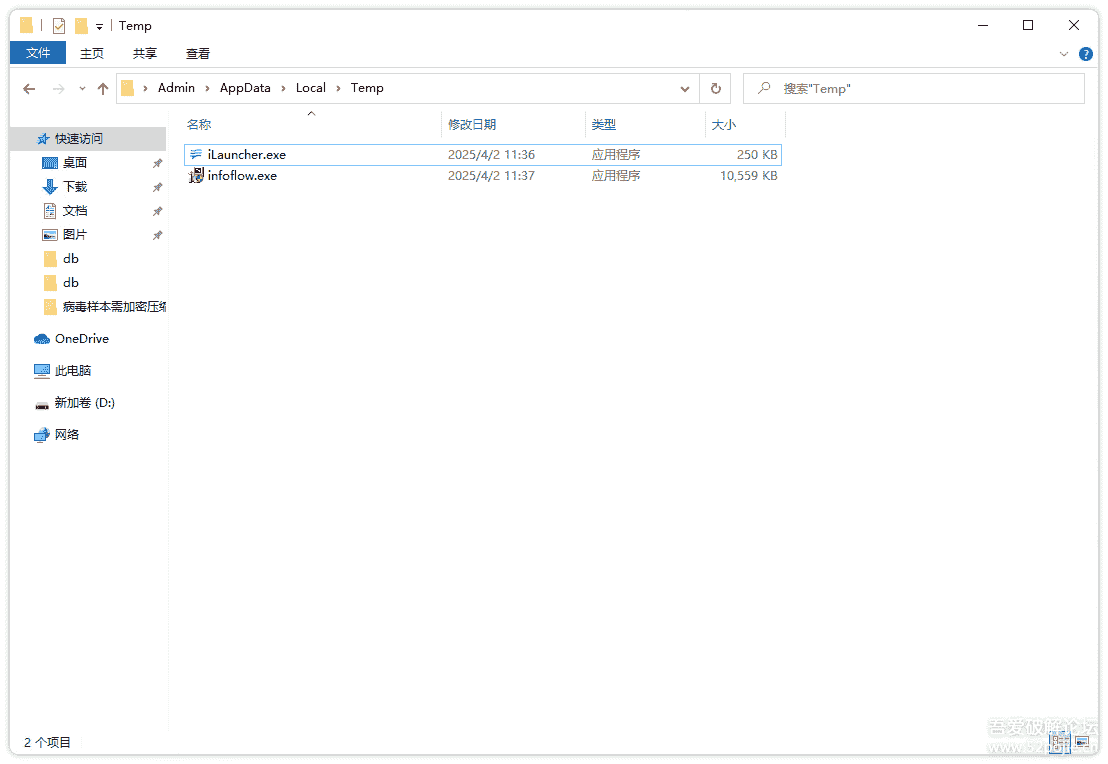 Temp
文件 主页 共享 查看
Admin AppData Local Temp 搜索"Temp"
名称 修改日期 类型 大小
iLauncher.exe 2025/4/2 11:36 应用程序 250 KB
infoflow.exe 2025/4/2 11:37 应用程序 10,559 KB
快速访问
桌面
下载
文档
图片
db
db
病毒样本需加密压缩
OneDrive
此电脑
新加卷 (D:)
网络
2 个项目
吾爱破解论坛
www.52pojie.cn